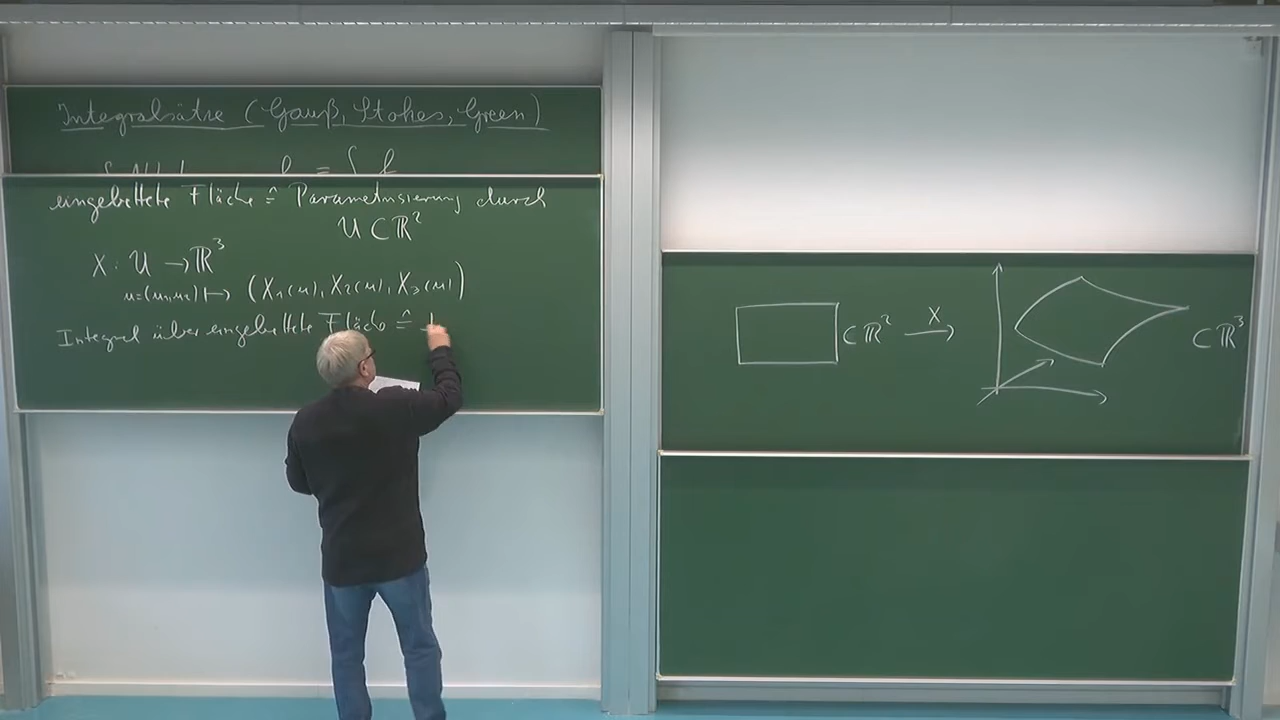 Integralsätze (Gauß, Stokes, Green)
eingebettete Fläche ≙ Parametrisierung durch
U ⊂ ℝ²
X : U → ℝ³
u=(u₁,u₂) ↦ (X₁(u), X₂(u), X₃(u))
Integral über eingebettete Fläche ≙
⊂ ℝ² X → ⊂ ℝ³